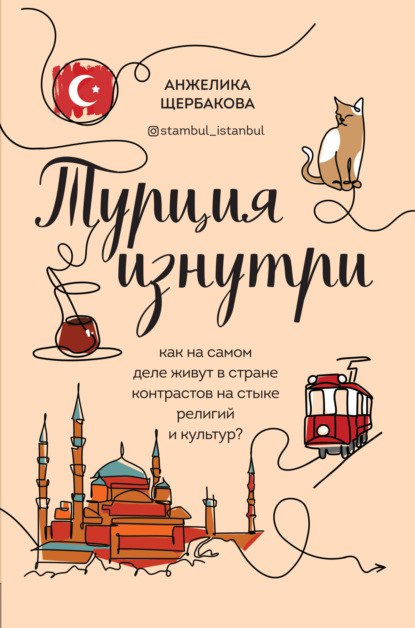 АНЖЕЛИКА
ЩЕРБАКОВА
@stambul_istanbul
Турция
изнутри
как на самом
деле живут в стране
контрастов на стыке
религий
и культур?